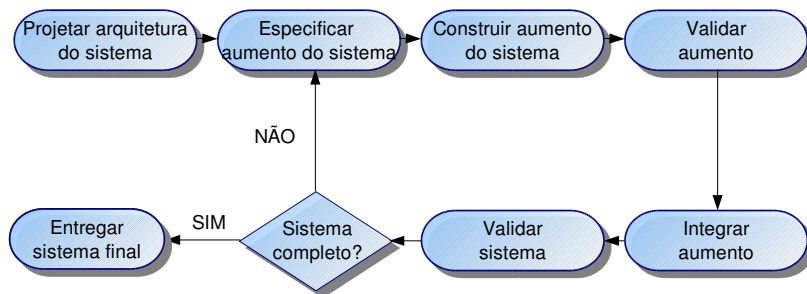 Projetar arquitetura
do sistema
Especificar
aumento do sistema
Construir aumento
do sistema
Validar
aumento
NÃO
Entregar
sistema final
SIM
Sistema
completo?
Validar
sistema
Integrar
aumento